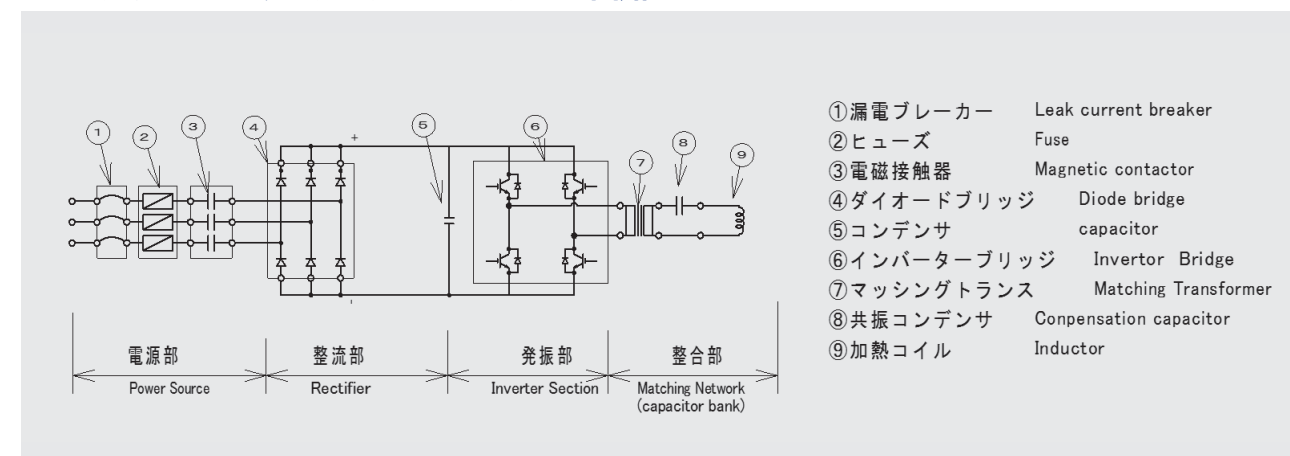 ① ② ③ ④ ⑤ ⑥ ⑦ ⑧ ⑨
+
-
電源部 整流部 発振部 整合部
Power Source Rectifier Inverter Section Matching Network
(capacitor bank)
①漏電ブレーカー Leak current breaker
②ヒューズ Fuse
③電磁接触器 Magnetic contactor
④ダイオードブリッジ Diode bridge
⑤コンデンサ capacitor
⑥インバーターブリッジ Invertor Bridge
⑦マッシングトランス Matching Transformer
⑧共振コンデンサ Conpensation capacitor
⑨加熱コイル Inductor